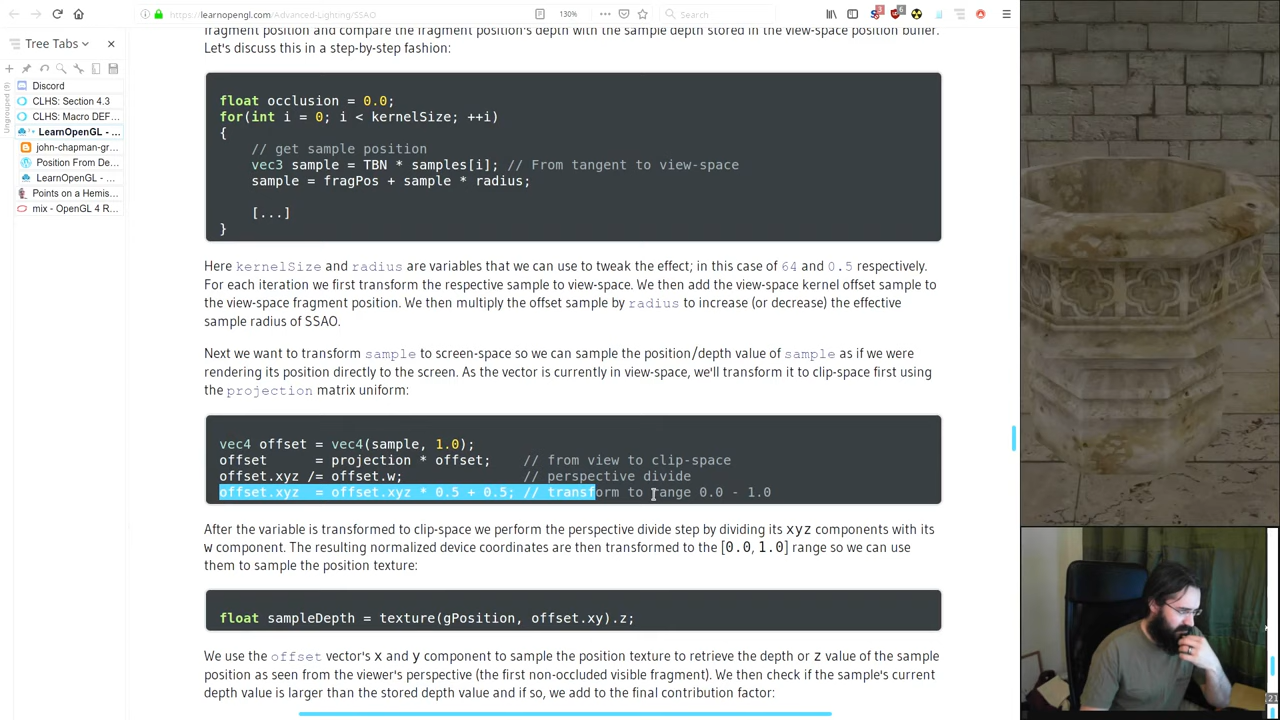 https://learnopengl.com/Advanced-Lighting/SSAO
130%
Search
3
6
Tree Tabs
Ungrouped (9)
Discord
CLHS: Section 4.3
CLHS: Macro DEF...
LearnOpenGL - ...
john-chapman-gr...
Position From De...
LearnOpenGL - ...
Points on a Hemis...
mix - OpenGL 4 R...
fragment position and compare the fragment position's depth with the sample depth stored in the view-space position buffer.
Let's discuss this in a step-by-step fashion:
float occlusion = 0.0;
for(int i = 0; i < kernelSize; ++i)
{
// get sample position
vec3 sample = TBN * samples[i]; // From tangent to view-space
sample = fragPos + sample * radius;
[...]
}
Here kernelSize and radius are variables that we can use to tweak the effect; in this case of 64 and 0.5 respectively.
For each iteration we first transform the respective sample to view-space. We then add the view-space kernel offset sample to
the view-space fragment position. We then multiply the offset sample by radius to increase (or decrease) the effective
sample radius of SSAO.
Next we want to transform sample to screen-space so we can sample the position/depth value of sample as if we were
rendering its position directly to the screen. As the vector is currently in view-space, we'll transform it to clip-space first using
the projection matrix uniform:
vec4 offset = vec4(sample, 1.0);
offset      = projection * offset;    // from view to clip-space
offset.xyz /= offset.w;               // perspective divide
offset.xyz  = offset.xyz * 0.5 + 0.5; // transform to range 0.0 - 1.0
After the variable is transformed to clip-space we perform the perspective divide step by dividing its xyz components with its
w component. The resulting normalized device coordinates are then transformed to the [0.0, 1.0] range so we can use
them to sample the position texture:
float sampleDepth = texture(gPosition, offset.xy).z;
We use the offset vector's x and y component to sample the position texture to retrieve the depth or z value of the sample
position as seen from the viewer's perspective (the first non-occluded visible fragment). We then check if the sample's current
depth value is larger than the stored depth value and if so, we add to the final contribution factor: